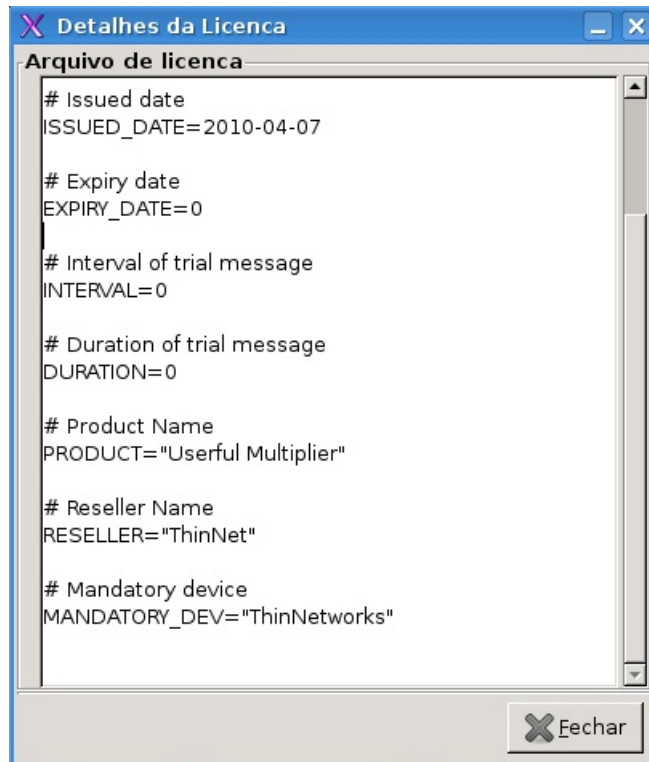 Detalhes da Licenca
Arquivo de licenca
# Issued date
ISSUED_DATE=2010-04-07
# Expiry date
EXPIRY_DATE=0
# Interval of trial message
INTERVAL=0
# Duration of trial message
DURATION=0
# Product Name
PRODUCT="Userful Multiplier"
# Reseller Name
RESELLER="ThinNet"
# Mandatory device
MANDATORY_DEV="ThinNetworks"
Fechar